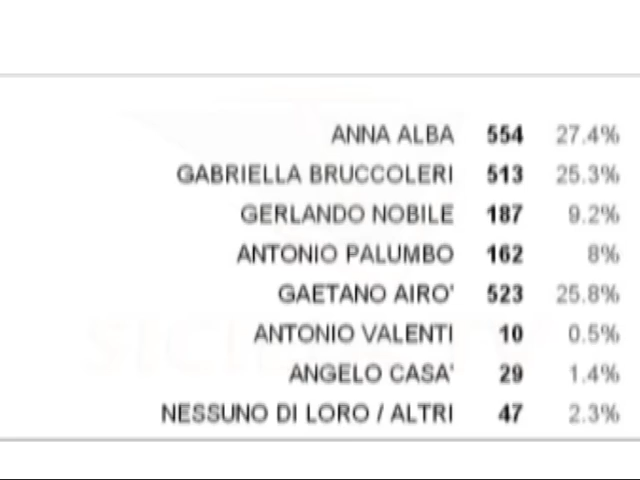 ANNA ALBA 554 27.4%
GABRIELLA BRUCCOLERI 513 25.3%
GERLANDO NOBILE 187 9.2%
ANTONIO PALUMBO 162 8%
GAETANO AIRO' 523 25.8%
ANTONIO VALENTI 10 0.5%
ANGELO CASA' 29 1.4%
NESSUNO DI LORO / ALTRI 47 2.3%